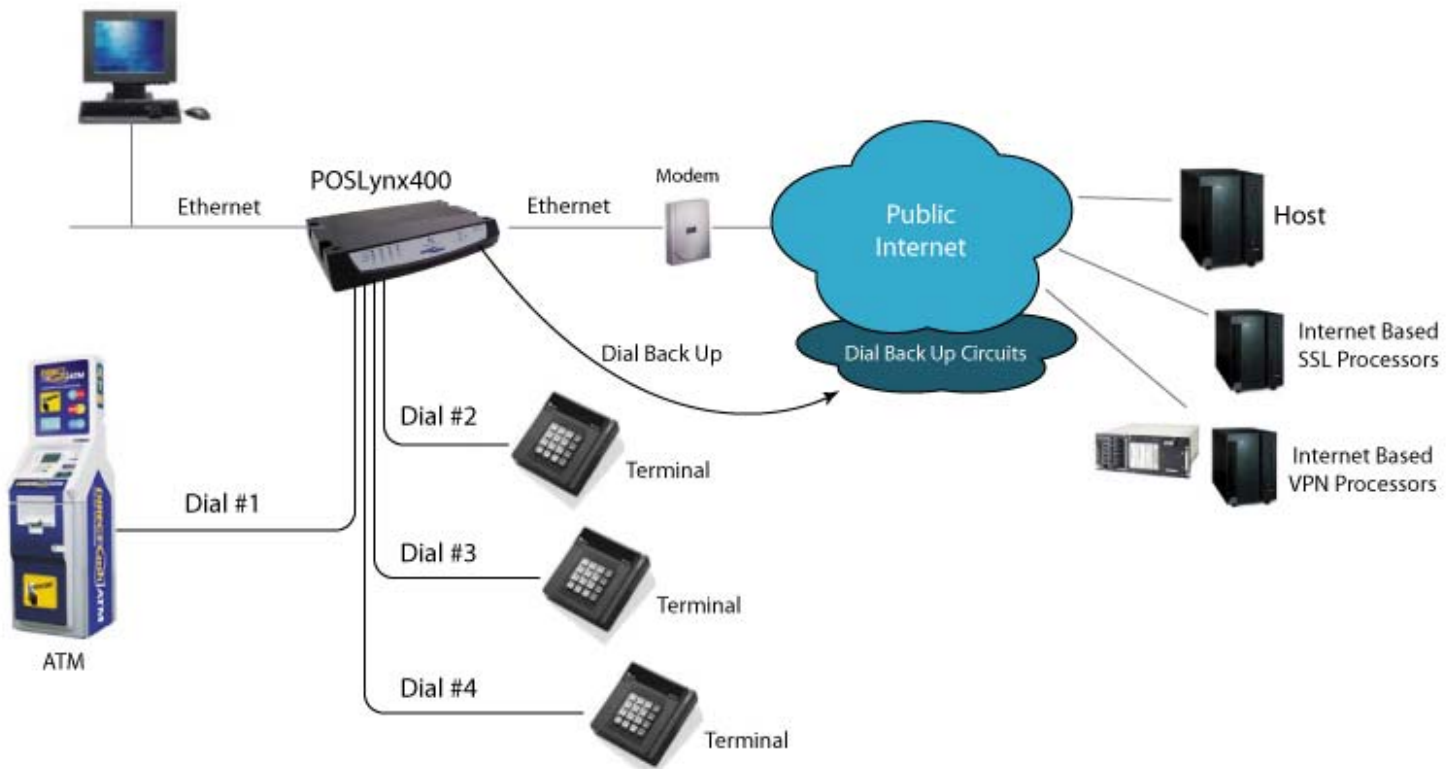 POSLynx400
Modem
Ethernet
Ethernet
Public
Internet
Host
Dial Back Up
Dial Back Up Circuits
Internet Based
SSL Processors
Dial #2
Terminal
Internet Based
VPN Processors
Dial #1
Dial #3
Terminal
ATM
Dial #4
Terminal